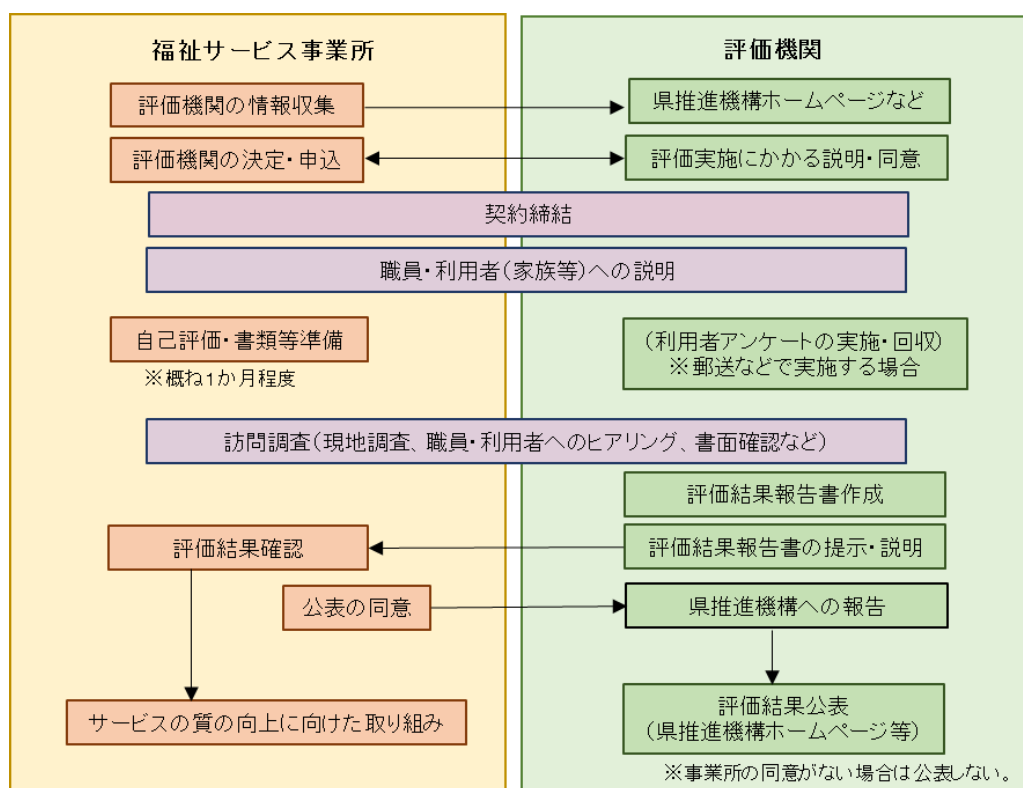 福祉サービス事業所
評価機関
評価機関の情報収集
県推進機構ホームページなど
評価機関の決定・申込
評価実施にかかる説明・同意
契約締結
職員・利用者(家族等)への説明
自己評価・書類等準備
※概ね1か月程度
(利用者アンケートの実施・回収)
※郵送などで実施する場合
訪問調査(現地調査、職員・利用者へのヒアリング、書面確認など)
評価結果報告書作成
評価結果確認
評価結果報告書の提示・説明
公表の同意
県推進機構への報告
サービスの質の向上に向けた取り組み
評価結果公表
(県推進機構ホームページ等)
※事業所の同意がない場合は公表しない。